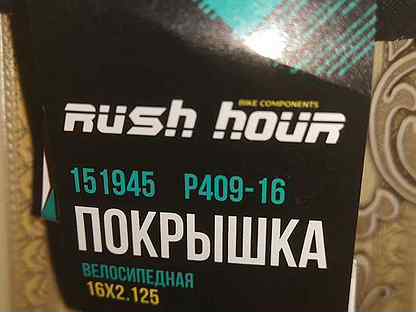 BIKE COMPONENTS
RUSH HOUR
151945 P409-16
ПОКРЫШКА
ВЕЛОСИПЕДНАЯ
16X2.125